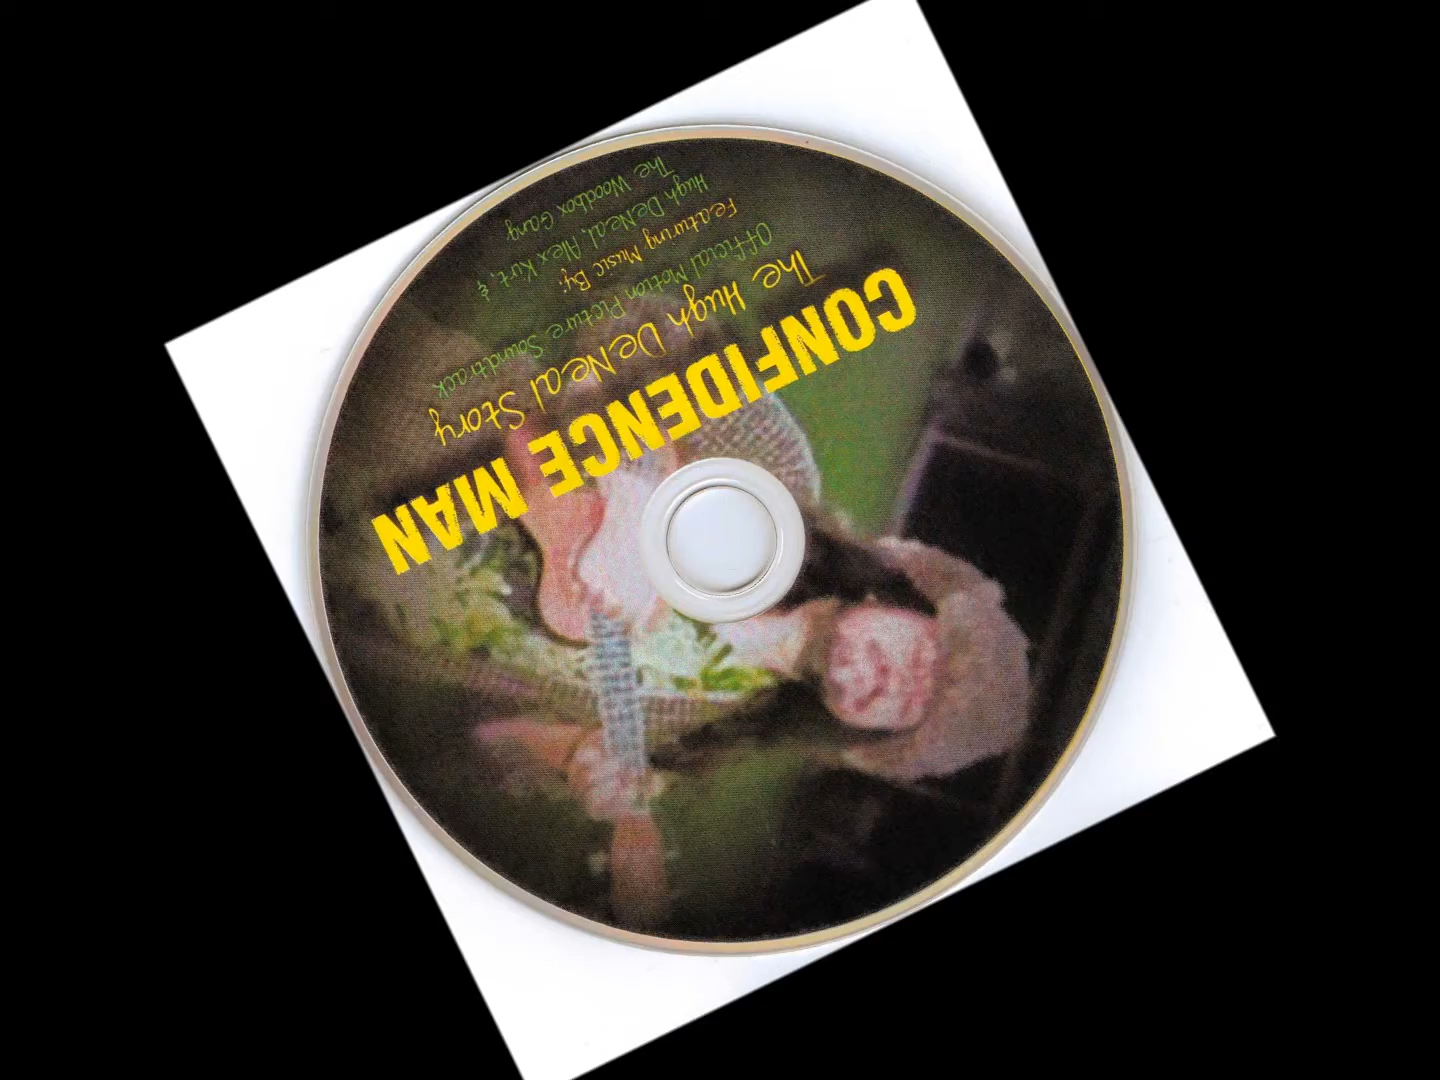 CONFIDENCE MAN
The Hugh DeNeal Story
Official Motion Picture Soundtrack
Featuring Music By:
Hugh DeNeal, Alex Kirt, &
The Woodbox Gang